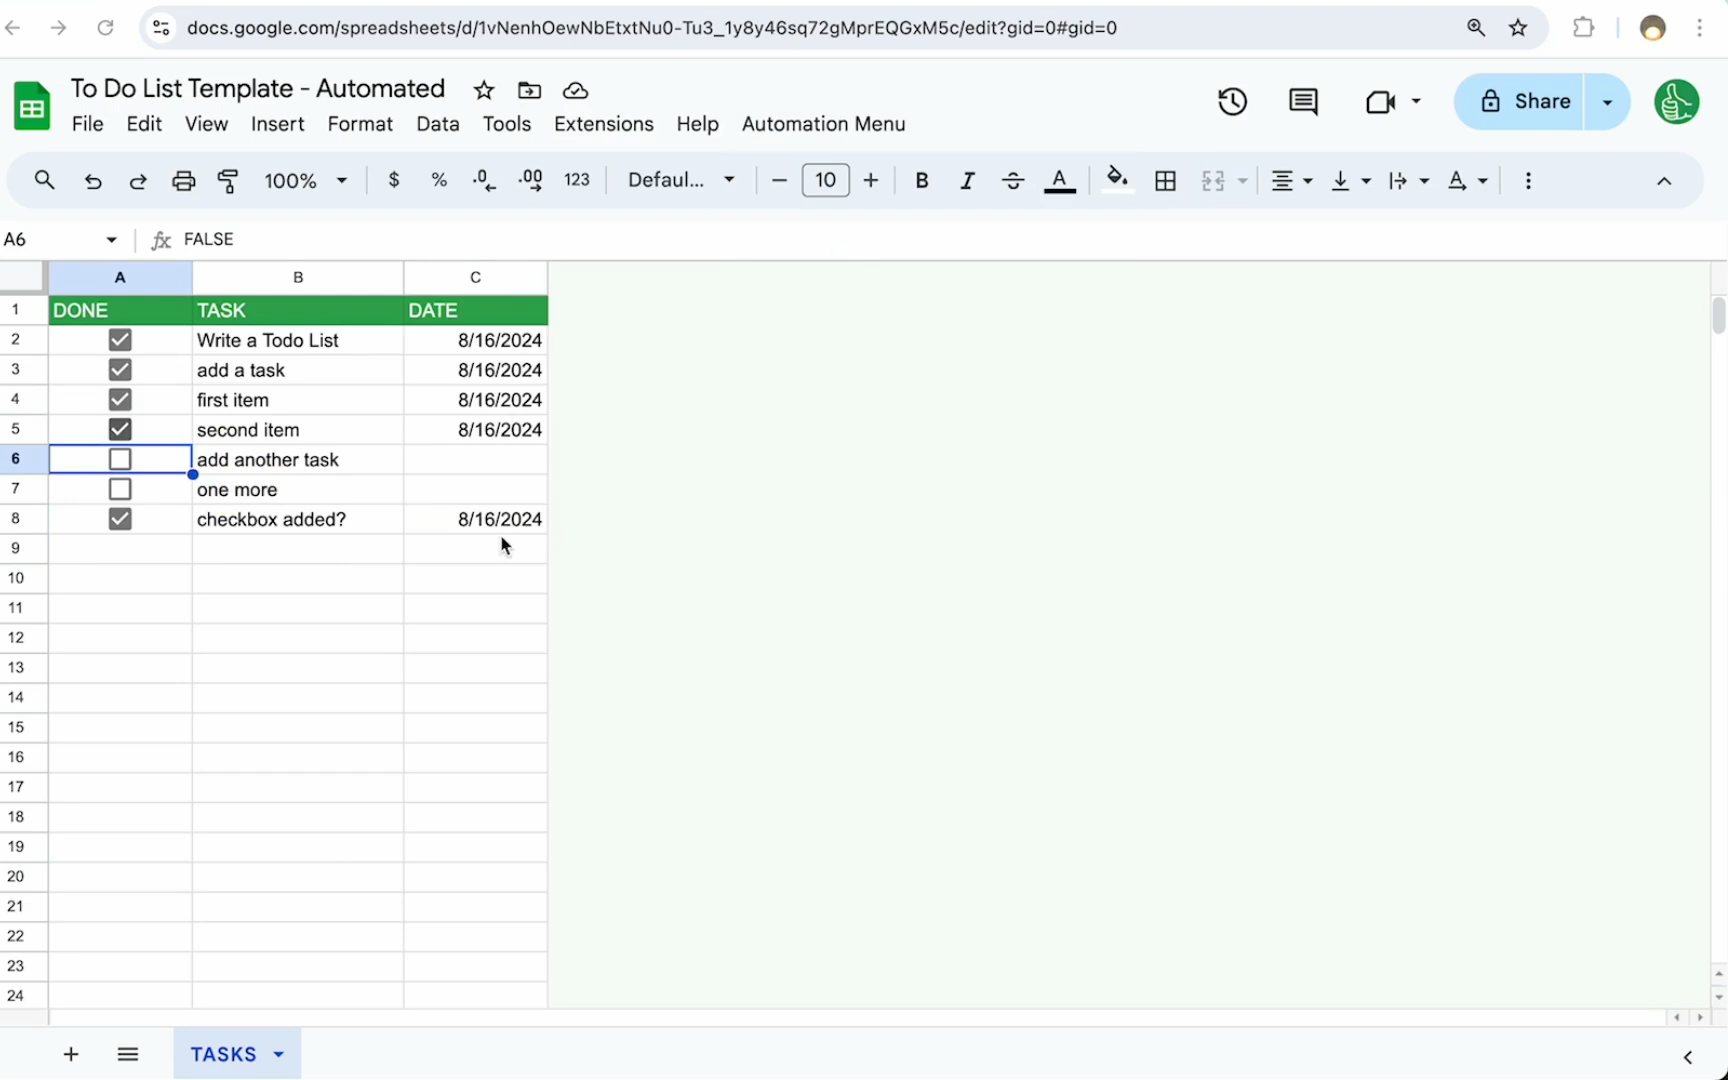 docs.google.com/spreadsheets/d/1vNenhOewNbEtxtNu0-Tu3_1y8y46sq72gMprEQGxM5c/edit?gid=0#gid=0
To Do List Template - Automated
File Edit View Insert Format Data Tools Extensions Help Automation Menu
Share
100% $ % .0 .00 123 Defaul... 10 B I A A
A6 fx FALSE
A B C
1 DONE TASK DATE
2 Write a Todo List 8/16/2024
3 add a task 8/16/2024
4 first item 8/16/2024
5 second item 8/16/2024
6 add another task
7 one more
8 checkbox added? 8/16/2024
9
10
11
12
13
14
15
16
17
18
19
20
21
22
23
24
TASKS